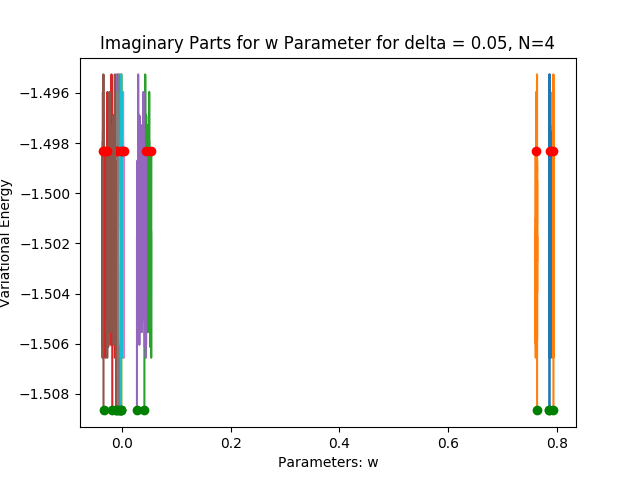 Imaginary Parts for w Parameter for delta = 0.05, N=4
Variational Energy
−1.496
−1.498
−1.500
−1.502
−1.504
−1.506
−1.508
0.0 0.2 0.4 0.6 0.8
Parameters: w